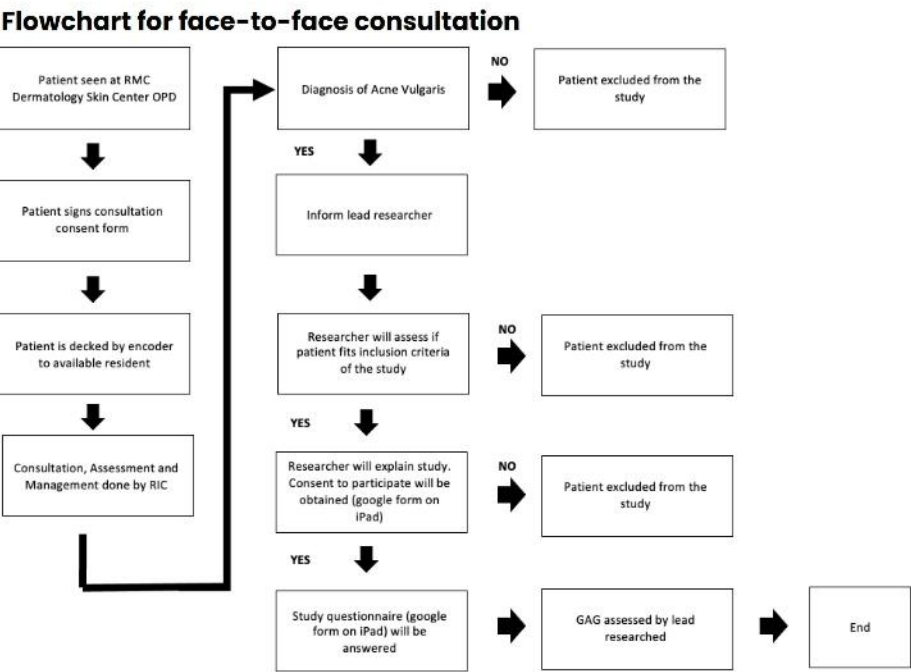 Flowchart for face-to-face consultation
Patient seen at RMC
Dermatology Skin Center OPD
Patient signs consultation
consent form
Patient is decked by encoder
to available resident
Consultation, Assessment and
Management done by RIC
Diagnosis of Acne Vulgaris
NO
Patient excluded from the
study
YES
Inform lead researcher
Researcher will assess if
patient fits inclusion criteria
of the study
NO
Patient excluded from the
study
YES
Researcher will explain study.
Consent to participate will be
obtained (google form on
iPad)
NO
Patient excluded from the
study
YES
Study questionnaire (google
form on iPad) will be
answered
GAG assessed by lead
researched
End